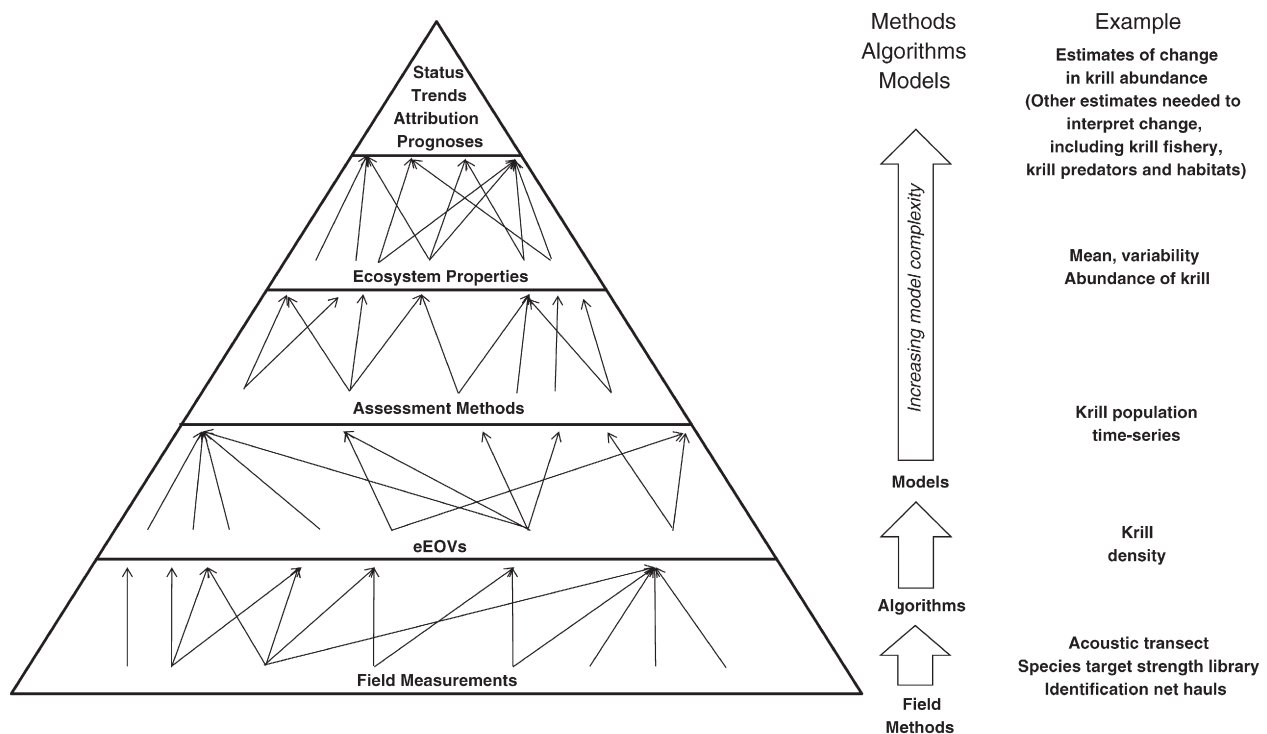 Status
Trends
Attribution
Prognoses
Ecosystem Properties
Assessment Methods
eEOVs
Field Measurements
Methods
Algorithms
Models
Increasing model complexity
Models
Algorithms
Field
Methods
Example
Estimates of change
in krill abundance
(Other estimates needed to
interpret change,
including krill fishery,
krill predators and habitats)
Mean, variability
Abundance of krill
Krill population
time-series
Krill
density
Acoustic transect
Species target strength library
Identification net hauls